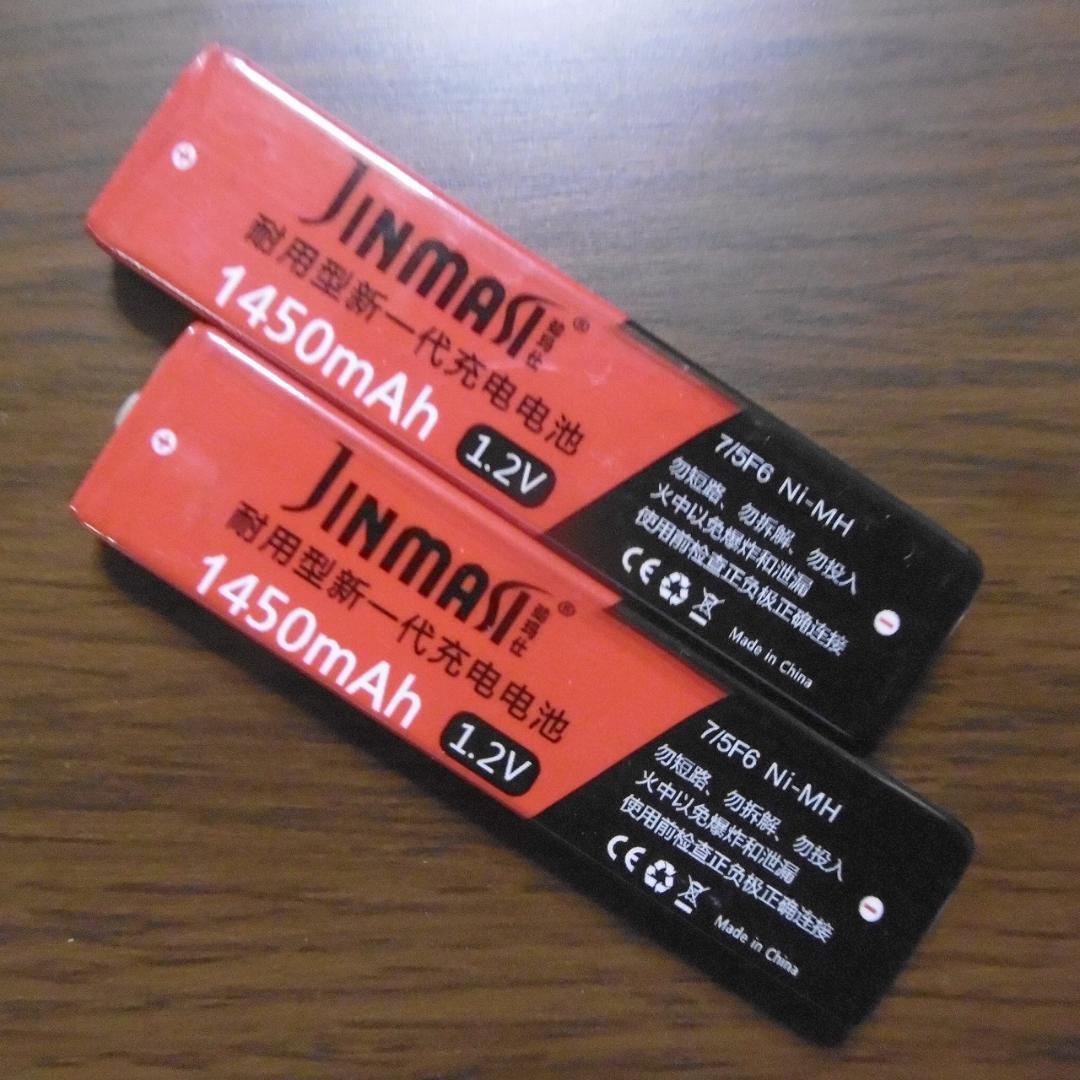 JINMASI®
耐用型新一代充电电池
1450mAh
1.2V
7/5F6 Ni-MH
勿短路、勿拆解、勿投入
火中以免爆炸和泄漏
使用前检查正负极正确连接
CE
Made in China
JINMASI®
耐用型新一代充电电池
1450mAh
1.2V
7/5F6 Ni-MH
勿短路、勿拆解、勿投入
火中以免爆炸和泄漏
使用前检查正负极正确连接
CE
Made in China